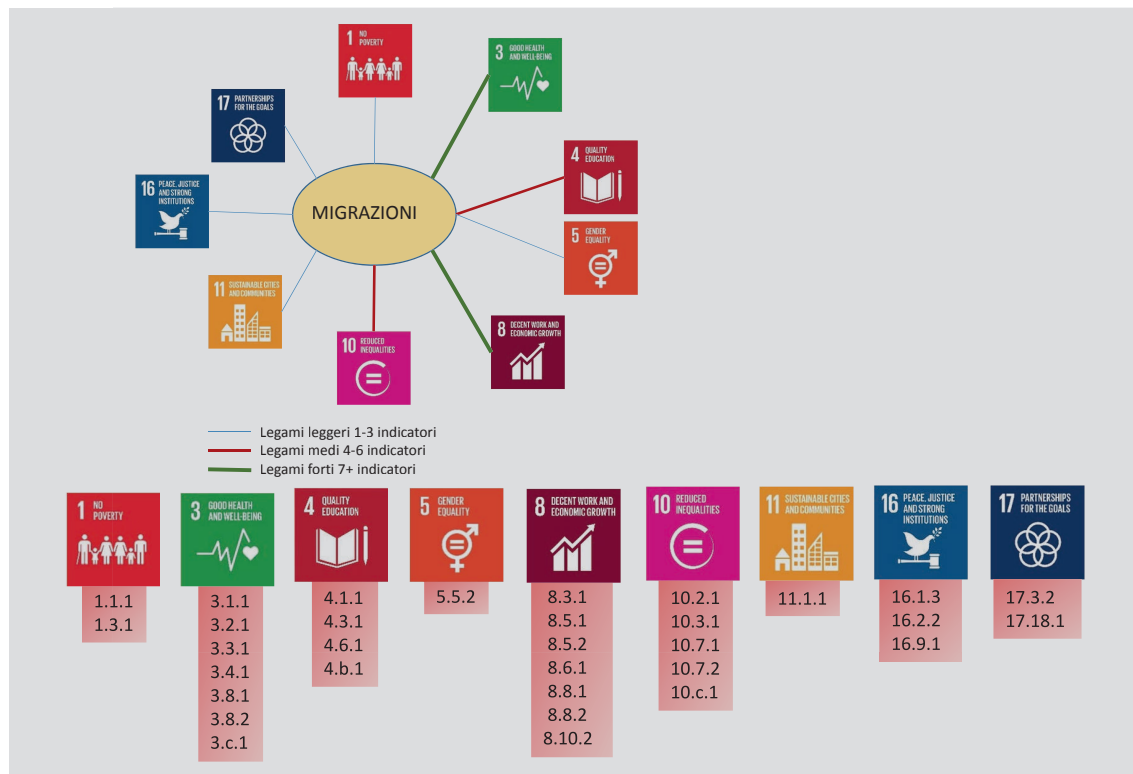 1 NO
POVERTY
3 GOOD HEALTH
AND WELL-BEING
17 PARTNERSHIPS
FOR THE GOALS
4 QUALITY
EDUCATION
16 PEACE, JUSTICE
AND STRONG
INSTITUTIONS
MIGRAZIONI
5 GENDER
EQUALITY
11 SUSTAINABLE CITIES
AND COMMUNITIES
8 DECENT WORK AND
ECONOMIC GROWTH
10 REDUCED
INEQUALITIES
Legami leggeri 1-3 indicatori
Legami medi 4-6 indicatori
Legami forti 7+ indicatori
1 NO
POVERTY
1.1.1
1.3.1
3 GOOD HEALTH
AND WELL-BEING
3.1.1
3.2.1
3.3.1
3.4.1
3.8.1
3.8.2
3.c.1
4 QUALITY
EDUCATION
4.1.1
4.3.1
4.6.1
4.b.1
5 GENDER
EQUALITY
5.5.2
8 DECENT WORK AND
ECONOMIC GROWTH
8.3.1
8.5.1
8.5.2
8.6.1
8.8.1
8.8.2
8.10.2
10 REDUCED
INEQUALITIES
10.2.1
10.3.1
10.7.1
10.7.2
10.c.1
11 SUSTAINABLE CITIES
AND COMMUNITIES
11.1.1
16 PEACE, JUSTICE
AND STRONG
INSTITUTIONS
16.1.3
16.2.2
16.9.1
17 PARTNERSHIPS
FOR THE GOALS
17.3.2
17.18.1